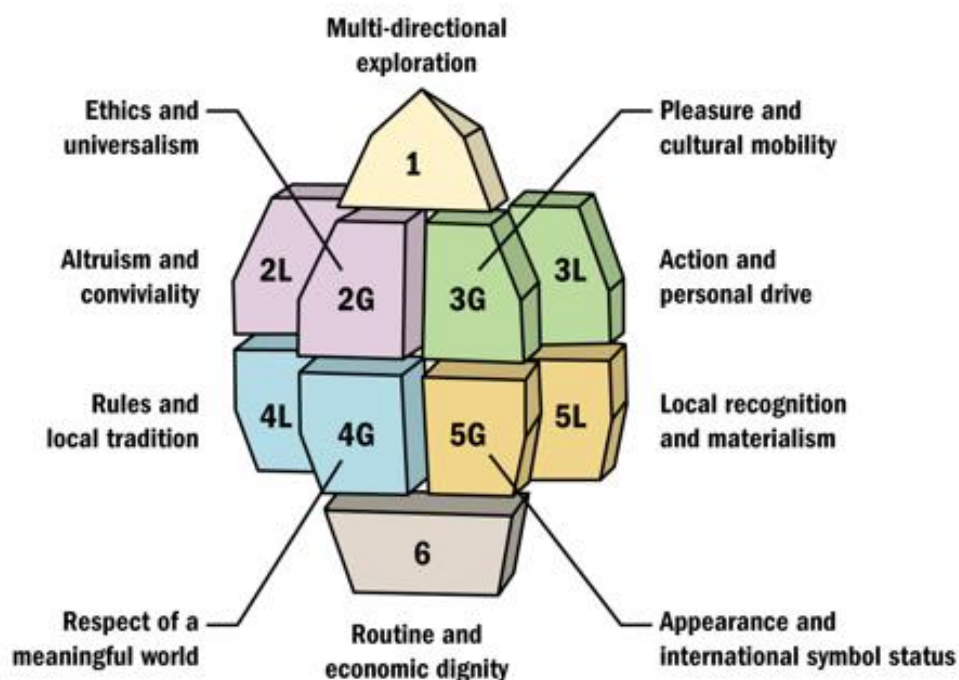 Multi-directional
exploration
Ethics and
universalism
Pleasure and
cultural mobility
1
Altruism and
conviviality
2L
2G
3G
3L
Action and
personal drive
Rules and
local tradition
4L
4G
5G
5L
Local recognition
and materialism
6
Respect of a
meaningful world
Routine and
economic dignity
Appearance and
international symbol status